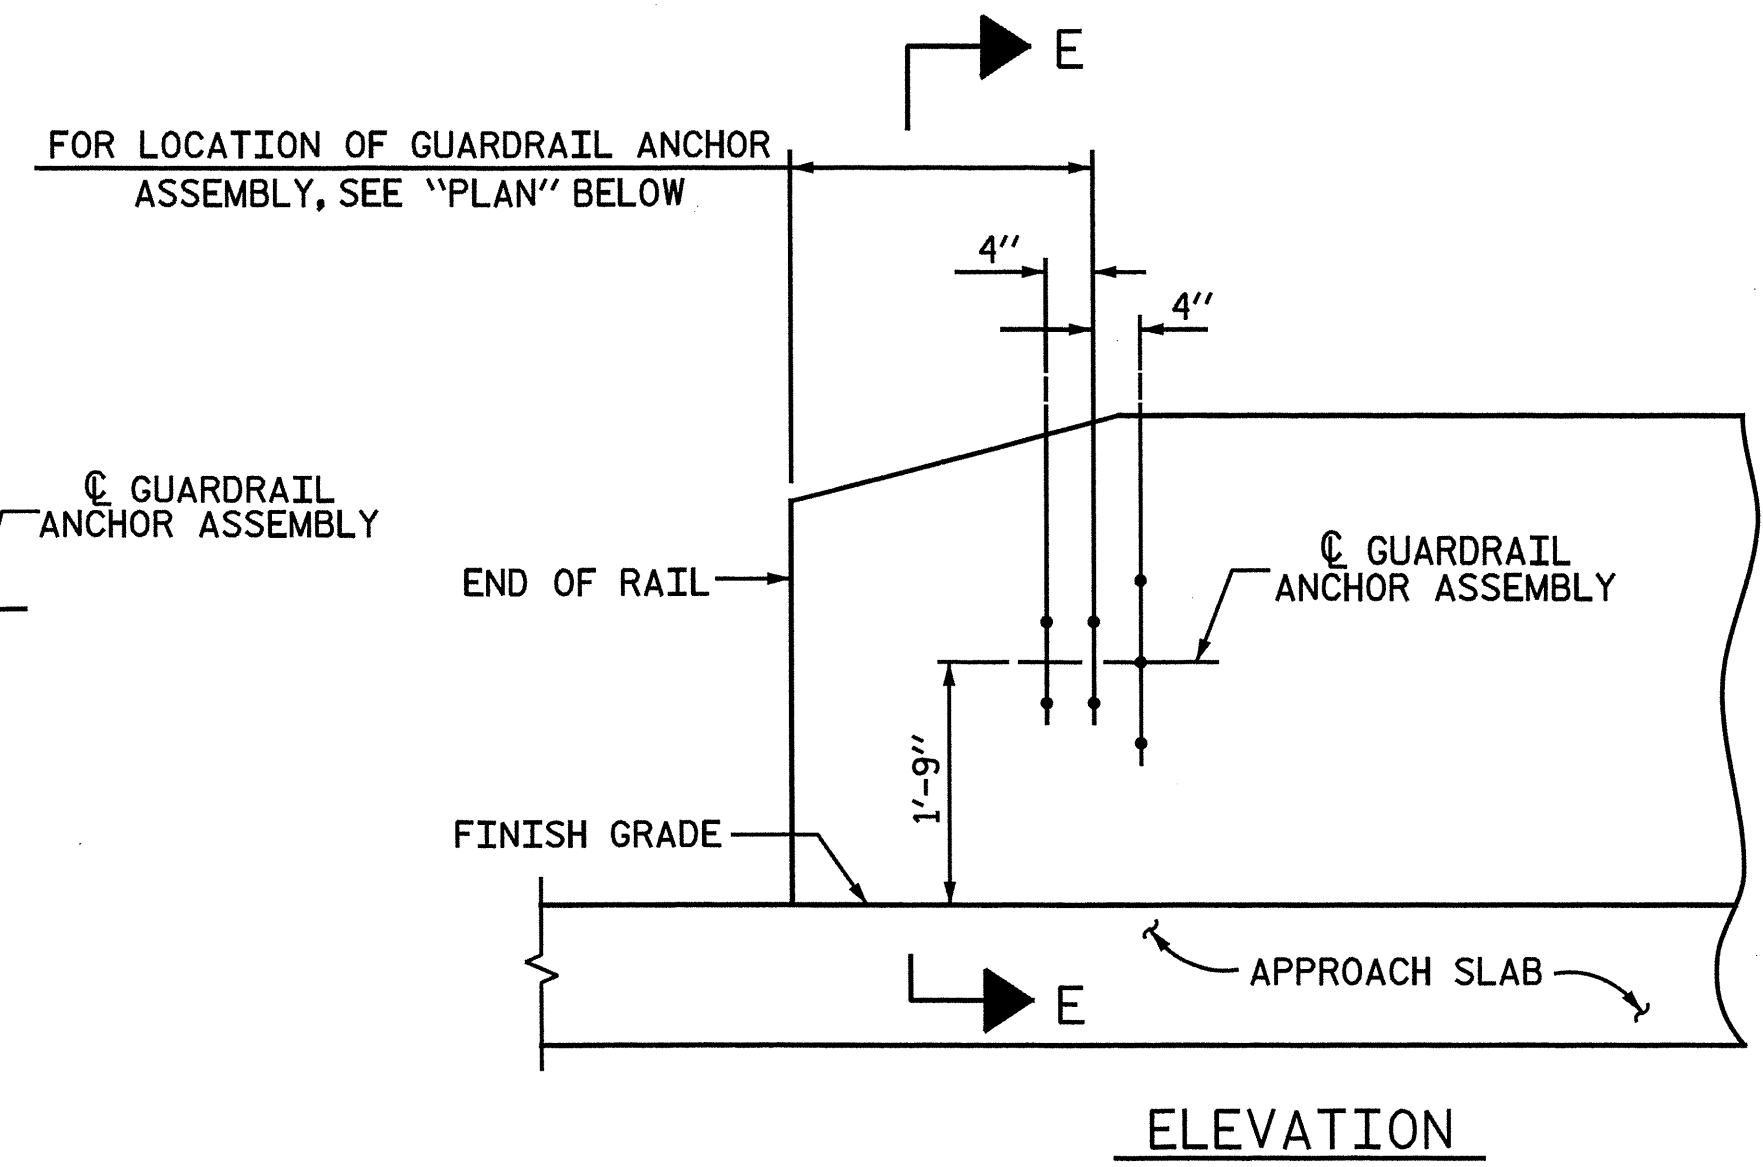 E
FOR LOCATION OF GUARDRAIL ANCHOR
ASSEMBLY, SEE "PLAN" BELOW
4"
4"
℄ GUARDRAIL
ANCHOR ASSEMBLY
℄ GUARDRAIL
ANCHOR ASSEMBLY
END OF RAIL
1'-9"
FINISH GRADE
APPROACH SLAB
E
ELEVATION